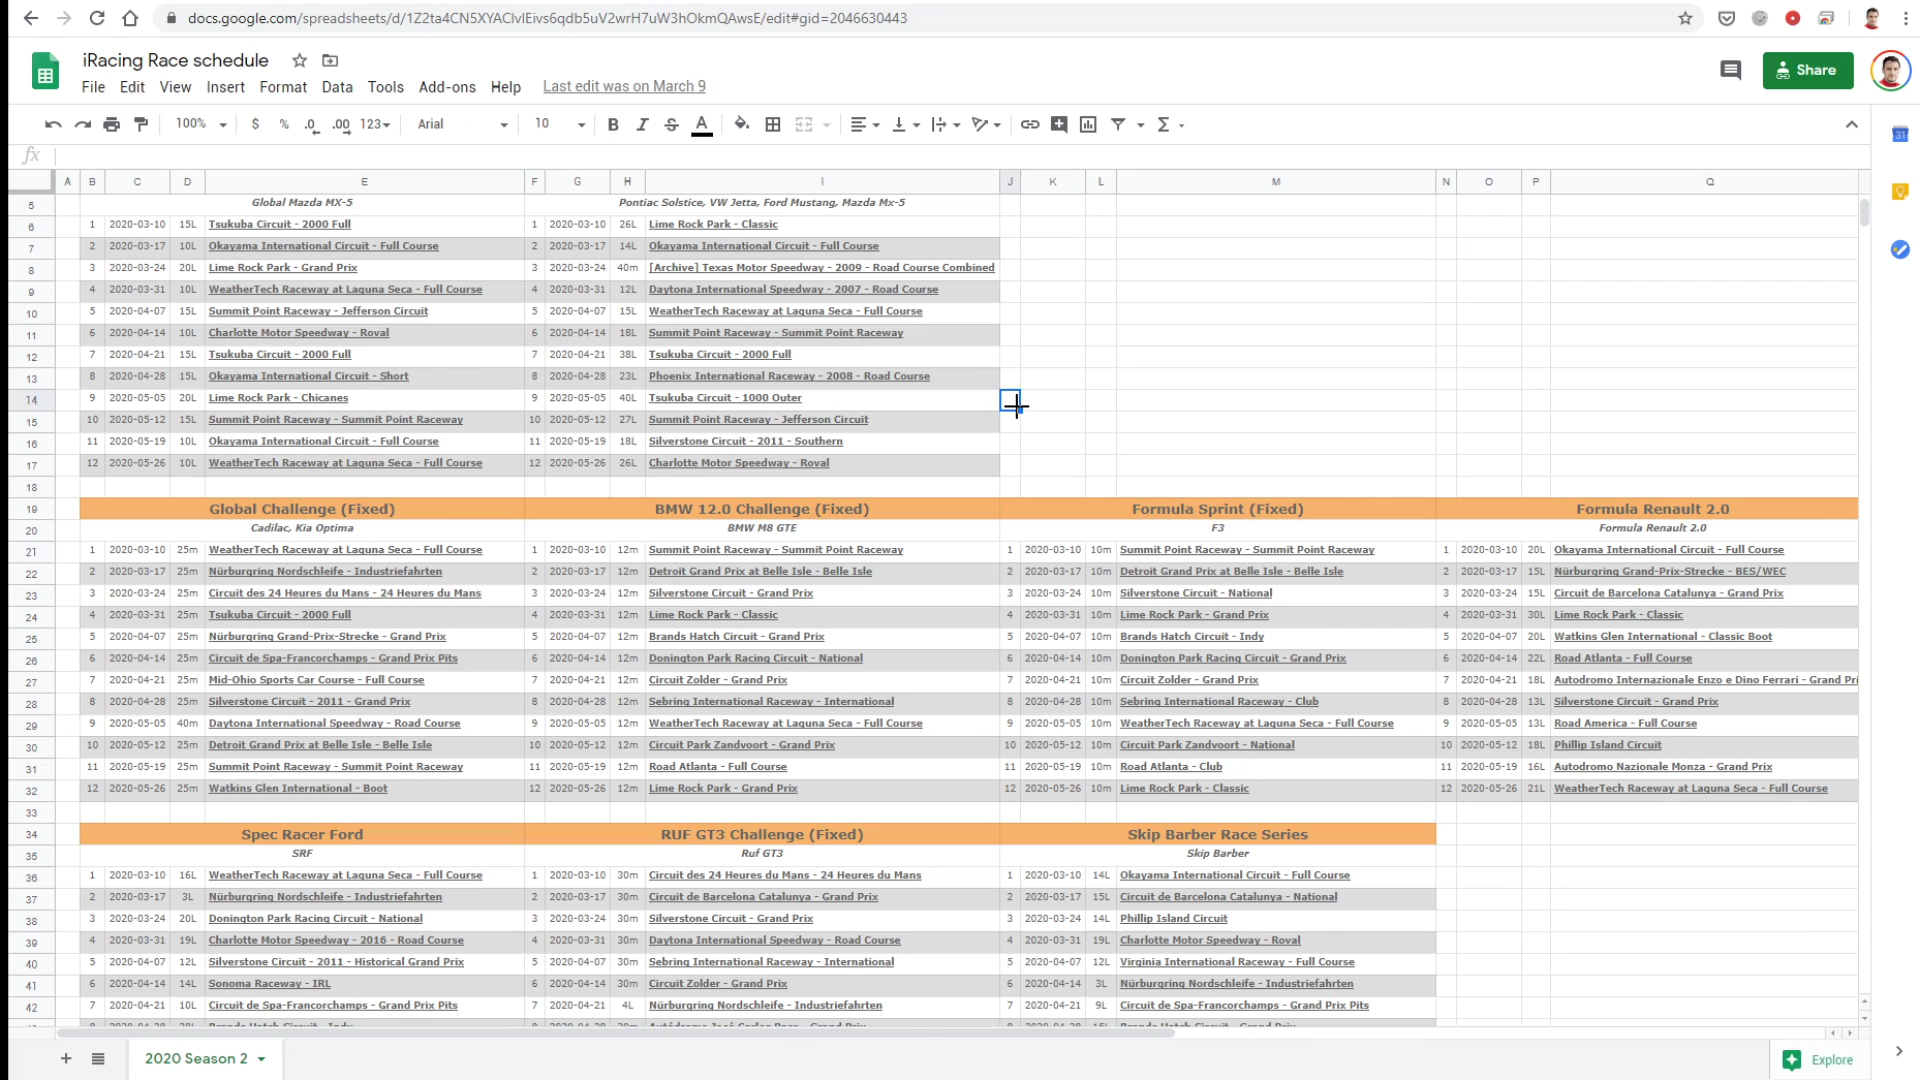 docs.google.com/spreadsheets/d/1Z2ta4CN5XYAClvlEivs6qdb5uV2wrH7uW3hOkmQAwsE/edit#gid=2046630443
iRacing Race schedule
File Edit View Insert Format Data Tools Add-ons Help Last edit was on March 9
Share
100% $ % .0 .00 123 Arial 10 B I S A
fx
A B C D E F G H I J K L M N O P Q
5 Global Mazda MX-5 Pontiac Solstice, VW Jetta, Ford Mustang, Mazda Mx-5
6 1 2020-03-10 15L Tsukuba Circuit - 2000 Full 1 2020-03-10 26L Lime Rock Park - Classic
7 2 2020-03-17 10L Okayama International Circuit - Full Course 2 2020-03-17 14L Okayama International Circuit - Full Course
8 3 2020-03-24 20L Lime Rock Park - Grand Prix 3 2020-03-24 40m [Archive] Texas Motor Speedway - 2009 - Road Course Combined
9 4 2020-03-31 10L WeatherTech Raceway at Laguna Seca - Full Course 4 2020-03-31 12L Daytona International Speedway - 2007 - Road Course
10 5 2020-04-07 15L Summit Point Raceway - Jefferson Circuit 5 2020-04-07 15L WeatherTech Raceway at Laguna Seca - Full Course
11 6 2020-04-14 10L Charlotte Motor Speedway - Roval 6 2020-04-14 18L Summit Point Raceway - Summit Point Raceway
12 7 2020-04-21 15L Tsukuba Circuit - 2000 Full 7 2020-04-21 38L Tsukuba Circuit - 2000 Full
13 8 2020-04-28 15L Okayama International Circuit - Short 8 2020-04-28 23L Phoenix International Raceway - 2008 - Road Course
14 9 2020-05-05 20L Lime Rock Park - Chicanes 9 2020-05-05 40L Tsukuba Circuit - 1000 Outer
15 10 2020-05-12 15L Summit Point Raceway - Summit Point Raceway 10 2020-05-12 27L Summit Point Raceway - Jefferson Circuit
16 11 2020-05-19 10L Okayama International Circuit - Full Course 11 2020-05-19 18L Silverstone Circuit - 2011 - Southern
17 12 2020-05-26 10L WeatherTech Raceway at Laguna Seca - Full Course 12 2020-05-26 26L Charlotte Motor Speedway - Roval
18
19 Global Challenge (Fixed) BMW 12.0 Challenge (Fixed) Formula Sprint (Fixed) Formula Renault 2.0
20 Cadilac, Kia Optima BMW M8 GTE F3 Formula Renault 2.0
21 1 2020-03-10 25m WeatherTech Raceway at Laguna Seca - Full Course 1 2020-03-10 12m Summit Point Raceway - Summit Point Raceway 1 2020-03-10 10m Summit Point Raceway - Summit Point Raceway 1 2020-03-10 20L Okayama International Circuit - Full Course
22 2 2020-03-17 25m Nürburgring Nordschleife - Industriefahrten 2 2020-03-17 12m Detroit Grand Prix at Belle Isle - Belle Isle 2 2020-03-17 10m Detroit Grand Prix at Belle Isle - Belle Isle 2 2020-03-17 15L Nürburgring Grand-Prix-Strecke - BES/WEC
23 3 2020-03-24 25m Circuit des 24 Heures du Mans - 24 Heures du Mans 3 2020-03-24 12m Silverstone Circuit - Grand Prix 3 2020-03-24 10m Silverstone Circuit - National 3 2020-03-24 15L Circuit de Barcelona Catalunya - Grand Prix
24 4 2020-03-31 25m Tsukuba Circuit - 2000 Full 4 2020-03-31 12m Lime Rock Park - Classic 4 2020-03-31 10m Lime Rock Park - Grand Prix 4 2020-03-31 30L Lime Rock Park - Classic
25 5 2020-04-07 25m Nürburgring Grand-Prix-Strecke - Grand Prix 5 2020-04-07 12m Brands Hatch Circuit - Grand Prix 5 2020-04-07 10m Brands Hatch Circuit - Indy 5 2020-04-07 20L Watkins Glen International - Classic Boot
26 6 2020-04-14 25m Circuit de Spa-Francorchamps - Grand Prix Pits 6 2020-04-14 12m Donington Park Racing Circuit - National 6 2020-04-14 10m Donington Park Racing Circuit - Grand Prix 6 2020-04-14 22L Road Atlanta - Full Course
27 7 2020-04-21 25m Mid-Ohio Sports Car Course - Full Course 7 2020-04-21 12m Circuit Zolder - Grand Prix 7 2020-04-21 10m Circuit Zolder - Grand Prix 7 2020-04-21 18L Autodromo Internazionale Enzo e Dino Ferrari - Grand Pri
28 8 2020-04-28 25m Silverstone Circuit - 2011 - Grand Prix 8 2020-04-28 12m Sebring International Raceway - International 8 2020-04-28 10m Sebring International Raceway - Club 8 2020-04-28 13L Silverstone Circuit - Grand Prix
29 9 2020-05-05 40m Daytona International Speedway - Road Course 9 2020-05-05 12m WeatherTech Raceway at Laguna Seca - Full Course 9 2020-05-05 10m WeatherTech Raceway at Laguna Seca - Full Course 9 2020-05-05 13L Road America - Full Course
30 10 2020-05-12 25m Detroit Grand Prix at Belle Isle - Belle Isle 10 2020-05-12 12m Circuit Park Zandvoort - Grand Prix 10 2020-05-12 10m Circuit Park Zandvoort - National 10 2020-05-12 18L Phillip Island Circuit
31 11 2020-05-19 25m Summit Point Raceway - Summit Point Raceway 11 2020-05-19 12m Road Atlanta - Full Course 11 2020-05-19 10m Road Atlanta - Club 11 2020-05-19 16L Autodromo Nazionale Monza - Grand Prix
32 12 2020-05-26 25m Watkins Glen International - Boot 12 2020-05-26 12m Lime Rock Park - Grand Prix 12 2020-05-26 10m Lime Rock Park - Classic 12 2020-05-26 21L WeatherTech Raceway at Laguna Seca - Full Course
33
34 Spec Racer Ford RUF GT3 Challenge (Fixed) Skip Barber Race Series
35 SRF Ruf GT3 Skip Barber
36 1 2020-03-10 16L WeatherTech Raceway at Laguna Seca - Full Course 1 2020-03-10 30m Circuit des 24 Heures du Mans - 24 Heures du Mans 1 2020-03-10 14L Okayama International Circuit - Full Course
37 2 2020-03-17 3L Nürburgring Nordschleife - Industriefahrten 2 2020-03-17 30m Circuit de Barcelona Catalunya - Grand Prix 2 2020-03-17 15L Circuit de Barcelona Catalunya - National
38 3 2020-03-24 20L Donington Park Racing Circuit - National 3 2020-03-24 30m Silverstone Circuit - Grand Prix 3 2020-03-24 14L Phillip Island Circuit
39 4 2020-03-31 19L Charlotte Motor Speedway - 2016 - Road Course 4 2020-03-31 30m Daytona International Speedway - Road Course 4 2020-03-31 19L Charlotte Motor Speedway - Roval
40 5 2020-04-07 12L Silverstone Circuit - 2011 - Historical Grand Prix 5 2020-04-07 30m Sebring International Raceway - International 5 2020-04-07 12L Virginia International Raceway - Full Course
41 6 2020-04-14 14L Sonoma Raceway - IRL 6 2020-04-14 30m Circuit Zolder - Grand Prix 6 2020-04-14 3L Nürburgring Nordschleife - Industriefahrten
42 7 2020-04-21 10L Circuit de Spa-Francorchamps - Grand Prix Pits 7 2020-04-21 4L Nürburgring Nordschleife - Industriefahrten 7 2020-04-21 9L Circuit de Spa-Francorchamps - Grand Prix Pits
2020 Season 2
Explore